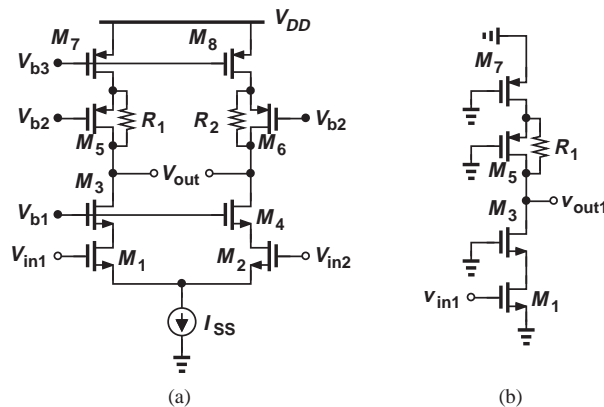 V_DD
M_7 M_8
V_b3
V_b2 R_1 R_2 V_b2
M_5 M_6
M_3 V_out
V_b1 M_4
V_in1 M_1 M_2 V_in2
I_SS
(a)
M_7
R_1
M_5
v_out1
M_3
v_in1 M_1
(b)